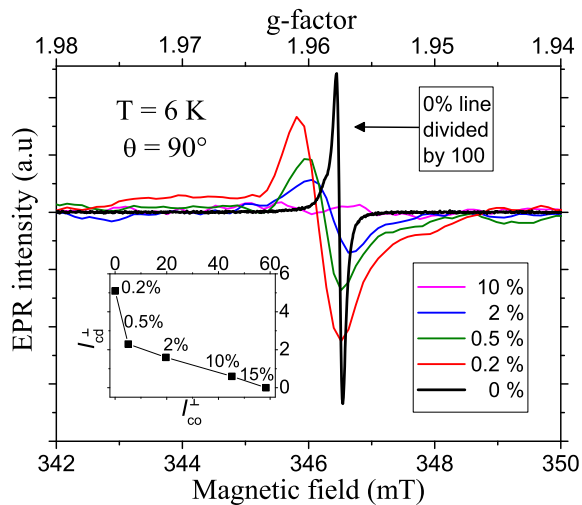 g-factor
1.98 1.97 1.96 1.95 1.94
T = 6 K
θ = 90°
0% line
divided
by 100
EPR intensity (a.u)
0 20 40 60
0.2%
0.5%
2%
10%
15%
6
4
2
0
I⊥cd
I⊥co
10 %
2 %
0.5 %
0.2 %
0 %
342 344 346 348 350
Magnetic field (mT)